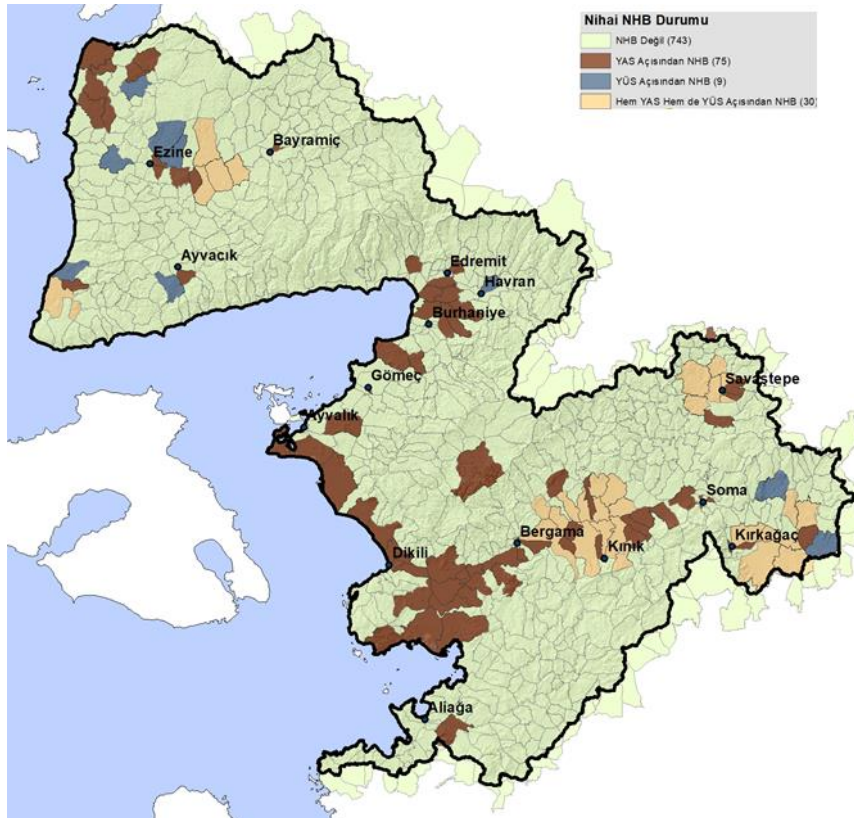 Nihai NHB Durumu
NHB Değil (743)
YAS Açısından NHB (75)
YÜS Açısından NHB (9)
Hem YAS Hem de YÜS Açısından NHB (30)
Bayramiç
Ezine
Ayvacık
Edremit
Havran
Burhaniye
Gömeç
Savaştepe
Ayvalık
Soma
Bergama
Kırkağaç
Kınık
Dikili
Aliağa